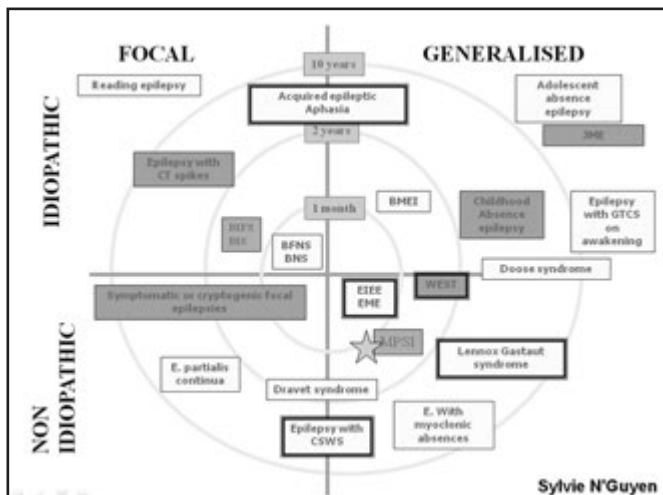 FOCAL
GENERALISED
10 years
Reading epilepsy
Adolescent
absence
epilepsy
Acquired epileptic
Aphasia
JME
2 years
IDIOPATHIC
Epilepsy with
CT spikes
BMEI
Childhood
Absence
epilepsy
Epilepsy
with GTCS
on
awakening
1 month
BFNS
BNS
Doose syndrome
WEST
EIEE
EME
Symptomatic or cryptogenic focal
epilepsies
MPSI
Lennox Gastaut
syndrome
NON
IDIOPATHIC
E. partialis
continua
Dravet syndrome
E. With
myoclonic
absences
Epilepsy with
CSWS
Sylvie N'Guyen